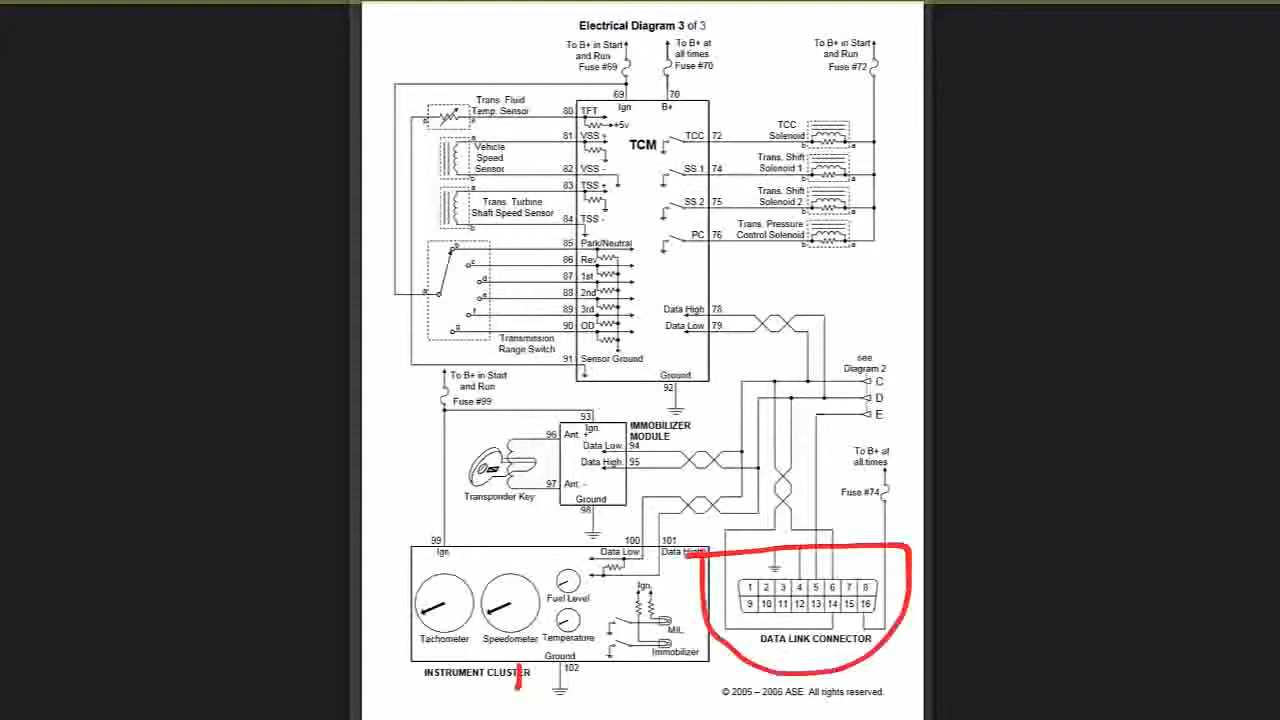 Electrical Diagram 3 of 3
To B+ in Start
and Run
Fuse #69
To B+ at
all times
Fuse #70
To B+ in Start
and Run
Fuse #72
69
70
Ign
B+
Trans. Fluid
Temp. Sensor
a
a
80
TFT
+5v
81
VSS +
Vehicle
Speed
Sensor
a
b
82
VSS -
83
TSS +
Trans. Turbine
Shaft Speed Sensor
a
b
84
TSS -
85
Park/Neutral
86
Rev
87
1st
88
2nd
89
3rd
90
OD
a
b
c
d
e
f
g
Transmission
Range Switch
91
Sensor Ground
TCM
TCC
72
TCC
Solenoid
b
a
SS 1
74
Trans. Shift
Solenoid 1
b
a
SS 2
75
Trans. Shift
Solenoid 2
b
a
PC
76
Trans. Pressure
Control Solenoid
b
a
Data High
78
Data Low
79
Ground
92
see
Diagram 2
C
D
E
To B+ in Start
and Run
Fuse #99
93
Ign.
IMMOBILIZER
MODULE
96
Ant. +
Data Low
94
Data High
95
97
Ant. -
Transponder Key
Ground
98
To B+ at
all times
Fuse #74
99
Ign
100
101
Data Low
Data High
Fuel Level
Ign.
Tachometer
Speedometer
Temperature
MIL
Immobilizer
Ground
102
INSTRUMENT CLUSTER
1 2 3 4 5 6 7 8
9 10 11 12 13 14 15 16
DATA LINK CONNECTOR
© 2005 – 2006 ASE. All rights reserved.